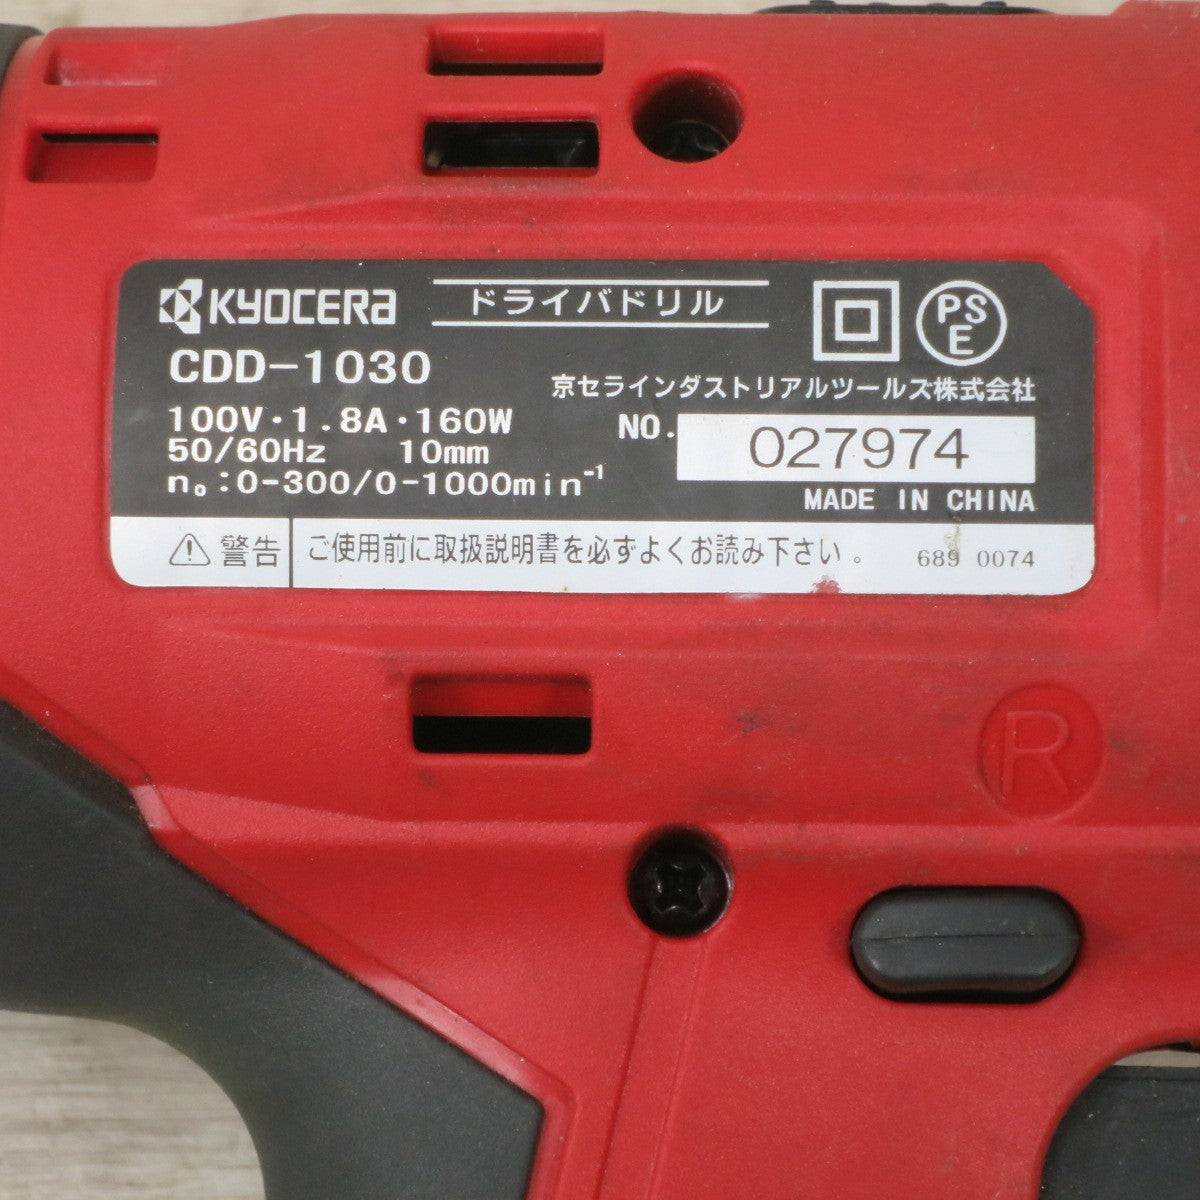 KYOCERA
ドライバドリル
PS
E
CDD-1030
京セラインダストリアルツールズ株式会社
100V・1.8A・160W
50/60Hz 10mm
n₀:0-300/0-1000min⁻¹
NO. 027974
MADE IN CHINA
警告 ご使用前に取扱説明書を必ずよくお読み下さい。 689 0074
R